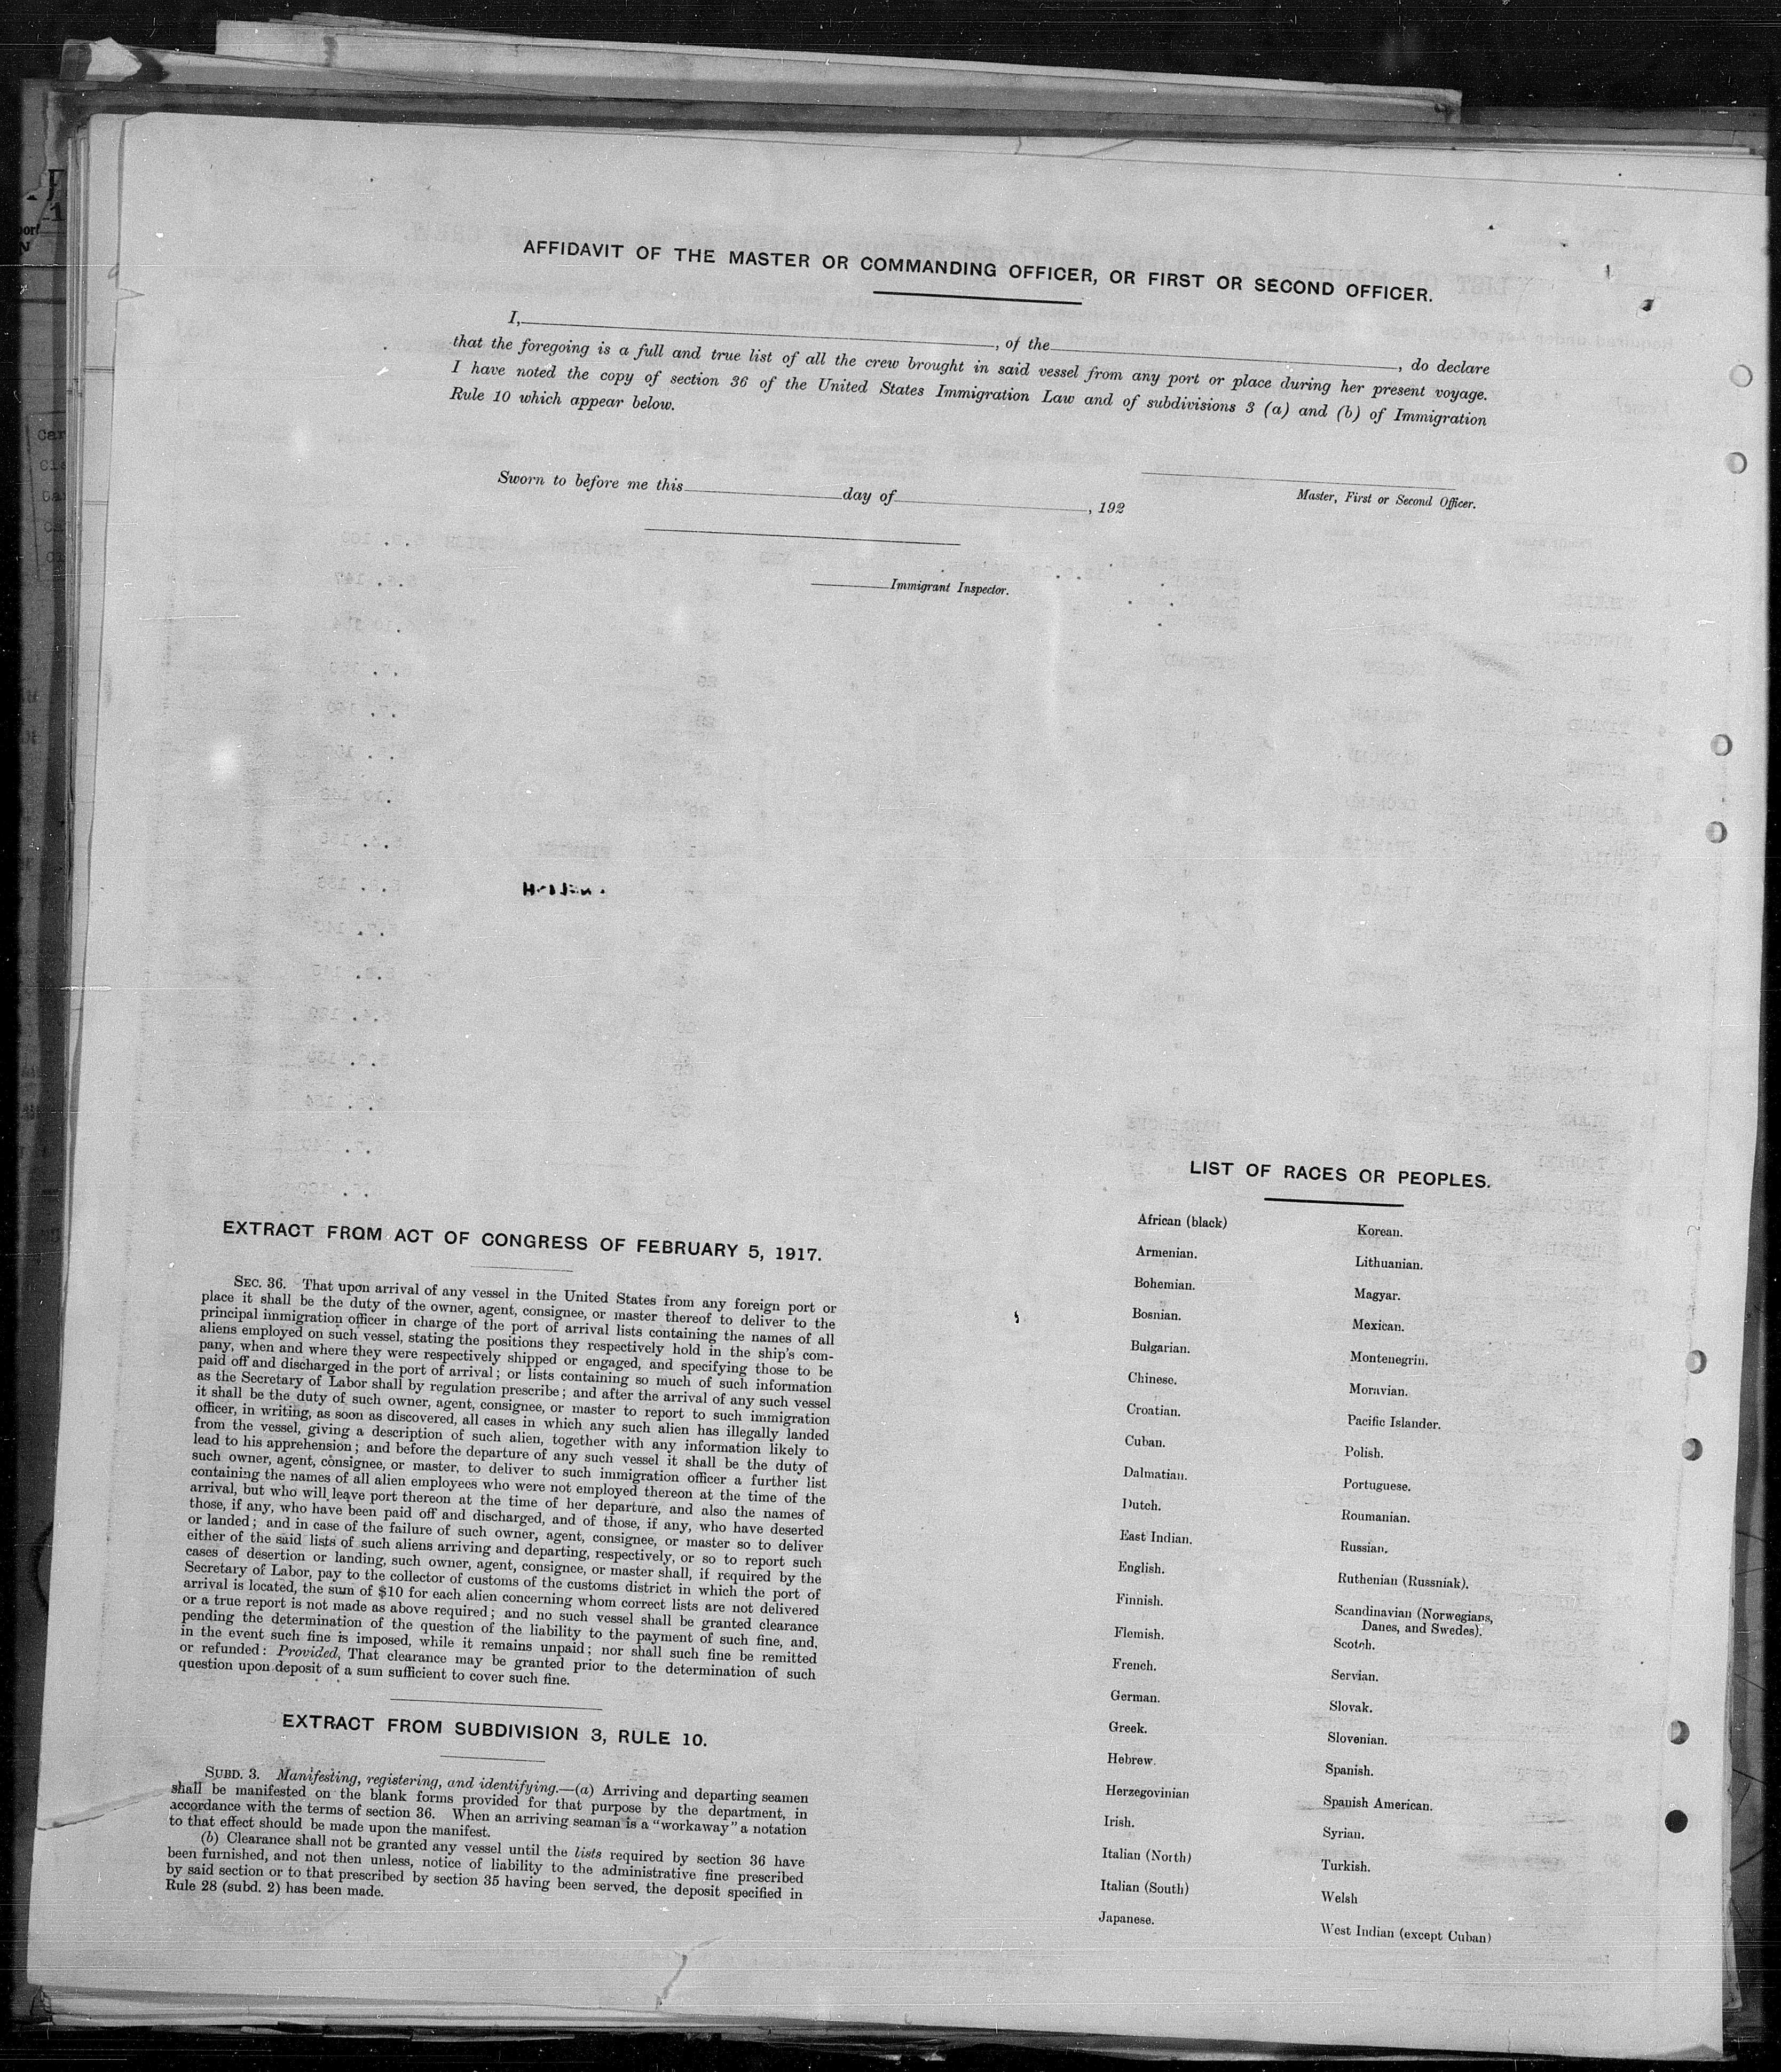 AFFIDAVIT OF THE MASTER OR COMMANDING OFFICER, OR FIRST OR SECOND OFFICER.
I, , of the , do declare
that the foregoing is a full and true list of all the crew brought in said vessel from any port or place during her present voyage.
I have noted the copy of section 36 of the United States Immigration Law and of subdivisions 3 (a) and (b) of Immigration
Rule 10 which appear below.
Sworn to before me this day of , 192
Master, First or Second Officer.
Immigrant Inspector.
EXTRACT FROM ACT OF CONGRESS OF FEBRUARY 5, 1917.
SEC. 36. That upon arrival of any vessel in the United States from any foreign port or
place it shall be the duty of the owner, agent, consignee, or master thereof to deliver to the
principal immigration officer in charge of the port of arrival lists containing the names of all
aliens employed on such vessel, stating the positions they respectively hold in the ship's com-
pany, when and where they were respectively shipped or engaged, and specifying those to be
paid off and discharged in the port of arrival; or lists containing so much of such information
as the Secretary of Labor shall by regulation prescribe; and after the arrival of any such vessel
it shall be the duty of such owner, agent, consignee, or master to report to such immigration
officer, in writing, as soon as discovered, all cases in which any such alien has illegally landed
from the vessel, giving a description of such alien, together with any information likely to
lead to his apprehension; and before the departure of any such vessel it shall be the duty of
such owner, agent, consignee, or master, to deliver to such immigration officer a further list
containing the names of all alien employees who were not employed thereon at the time of the
arrival, but who will leave port thereon at the time of her departure, and also the names of
those, if any, who have been paid off and discharged, and of those, if any, who have deserted
or landed; and in case of the failure of such owner, agent, consignee, or master so to deliver
either of the said lists of such aliens arriving and departing, respectively, or so to report such
cases of desertion or landing, such owner, agent, consignee, or master shall, if required by the
Secretary of Labor, pay to the collector of customs of the customs district in which the port of
arrival is located, the sum of $10 for each alien concerning whom correct lists are not delivered
or a true report is not made as above required; and no such vessel shall be granted clearance
pending the determination of the question of the liability to the payment of such fine, and,
in the event such fine is imposed, while it remains unpaid; nor shall such fine be remitted
or refunded: Provided, That clearance may be granted prior to the determination of such
question upon deposit of a sum sufficient to cover such fine.
EXTRACT FROM SUBDIVISION 3, RULE 10.
SUBD. 3. Manifesting, registering, and identifying.—(a) Arriving and departing seamen
shall be manifested on the blank forms provided for that purpose by the department, in
accordance with the terms of section 36. When an arriving seaman is a "workaway" a notation
to that effect should be made upon the manifest.
(b) Clearance shall not be granted any vessel until the lists required by section 36 have
been furnished, and not then unless, notice of liability to the administrative fine prescribed
by said section or to that prescribed by section 35 having been served, the deposit specified in
Rule 28 (subd. 2) has been made.
LIST OF RACES OR PEOPLES.
African (black)
Armenian.
Bohemian.
Bosnian.
Bulgarian.
Chinese.
Croatian.
Cuban.
Dalmatian.
Dutch.
East Indian.
English.
Finnish.
Flemish.
French.
German.
Greek.
Hebrew.
Herzegovinian
Irish.
Italian (North)
Italian (South)
Japanese.
Korean.
Lithuanian.
Magyar.
Mexican.
Montenegrin.
Moravian.
Pacific Islander.
Polish.
Portuguese.
Roumanian.
Russian.
Ruthenian (Russniak).
Scandinavian (Norwegians,
Danes, and Swedes).
Scotch.
Servian.
Slovak.
Slovenian.
Spanish.
Spanish American.
Syrian.
Turkish.
Welsh
West Indian (except Cuban)